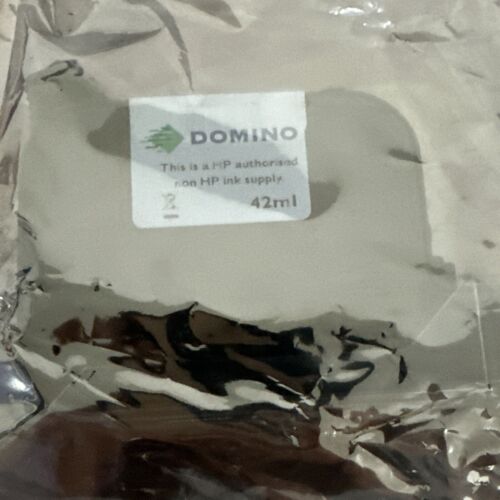 DOMINO
This is a HP authorised
non HP ink supply
42ml